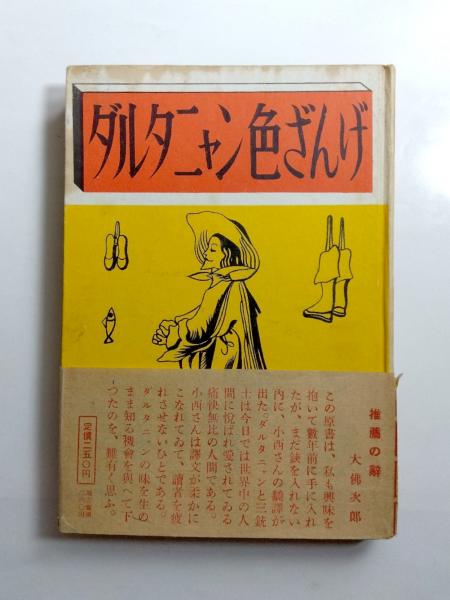 ダルタニャン色ざんげ
推薦の辭
大佛次郎
この原書は、私も興味を
抱いて數年前に手に入れ
たが、まだ鋏を入れない
内に、小西さんの飜譯が
出た。ダルタニャンと三銃
士は今日では世界中の人
間に悅ばれ愛されてゐる
痛快無比の人間である。
小西さんは譯文が柔かに
こなれてゐて、讀者を疲
れさせないひとである。
ダルタニャンの味を生の
まま知る機會を與へて下
つたのを、難有く思ふ。
定價二五〇円